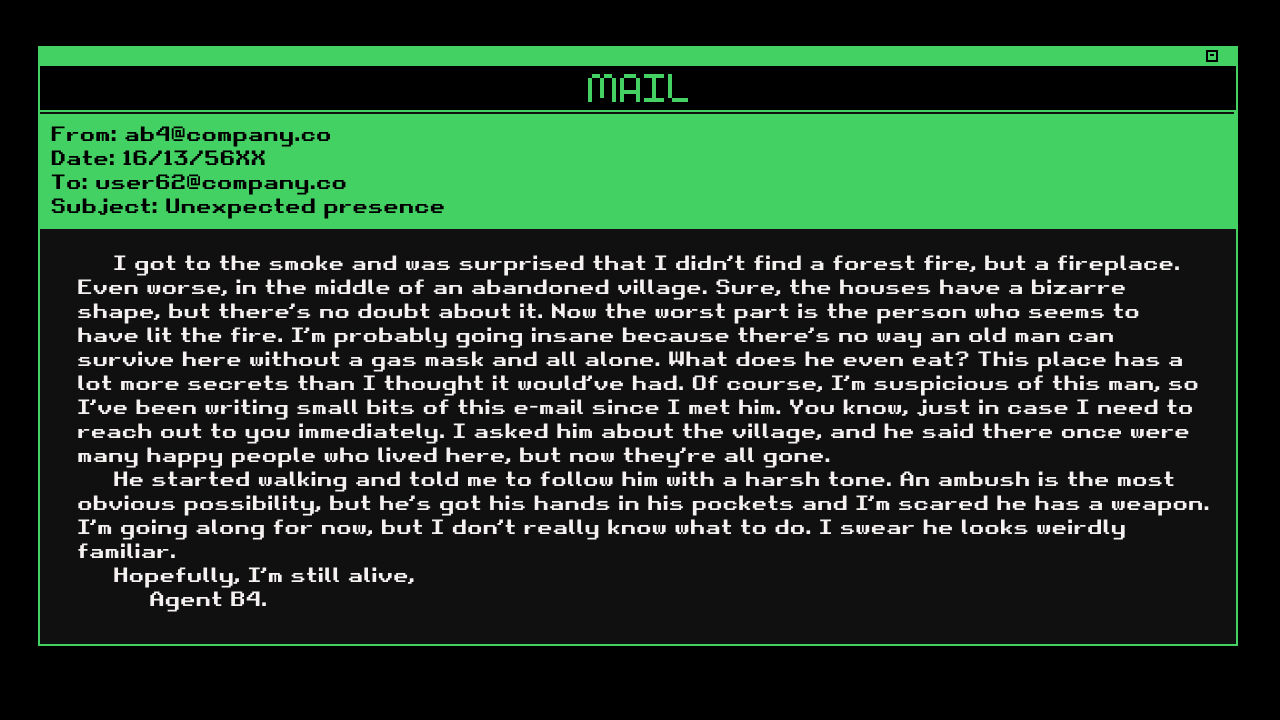 MAIL
From: ab4@company.co
Date: 16/13/56XX
To: user62@company.co
Subject: Unexpected presence
I got to the smoke and was surprised that I didn't find a forest fire, but a fireplace.
Even worse, in the middle of an abandoned village. Sure, the houses have a bizarre
shape, but there's no doubt about it. Now the worst part is the person who seems to
have lit the fire. I'm probably going insane because there's no way an old man can
survive here without a gas mask and all alone. What does he even eat? This place has a
lot more secrets than I thought it would've had. Of course, I'm suspicious of this man, so
I've been writing small bits of this e-mail since I met him. You know, just in case I need to
reach out to you immediately. I asked him about the village, and he said there once were
many happy people who lived here, but now they're all gone.
He started walking and told me to follow him with a harsh tone. An ambush is the most
obvious possibility, but he's got his hands in his pockets and I'm scared he has a weapon.
I'm going along for now, but I don't really know what to do. I swear he looks weirdly
familiar.
Hopefully, I'm still alive,
Agent B4.